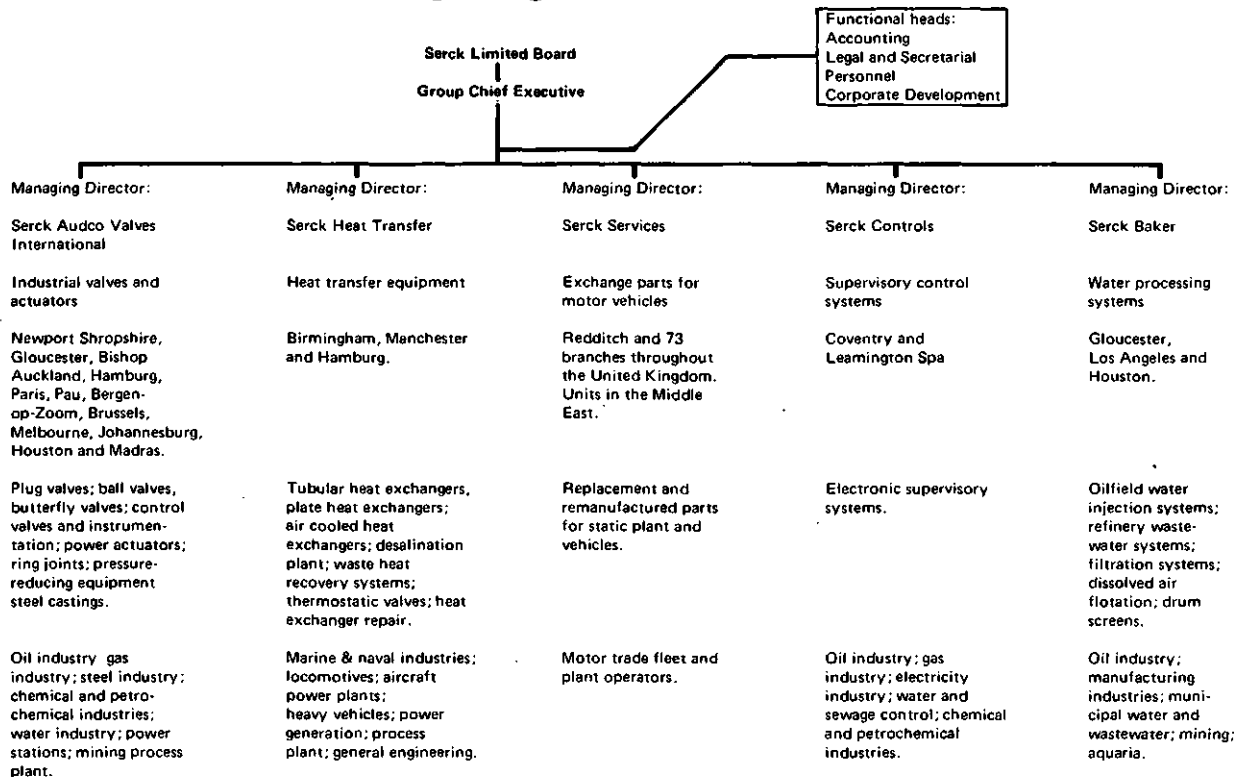 Functional heads:
Accounting
Legal and Secretarial
Personnel
Corporate Development
Serck Limited Board
Group Chief Executive
Managing Director:
Serck Audco Valves
International
Industrial valves and
actuators
Newport Shropshire,
Gloucester, Bishop
Auckland, Hamburg,
Paris, Pau, Bergen-
op-Zoom, Brussels,
Melbourne, Johannesburg,
Houston and Madras.
Plug valves; ball valves,
butterfly valves; control
valves and instrumen-
tation; power actuators;
ring joints; pressure-
reducing equipment
steel castings.
Oil industry gas
industry; steel industry;
chemical and petro-
chemical industries;
water industry; power
stations; mining process
plant.
Managing Director:
Serck Heat Transfer
Heat transfer equipment
Birmingham, Manchester
and Hamburg.
Tubular heat exchangers,
plate heat exchangers;
air cooled heat
exchangers; desalination
plant; waste heat
recovery systems;
thermostatic valves; heat
exchanger repair.
Marine & naval industries;
locomotives; aircraft
power plants;
heavy vehicles; power
generation; process
plant; general engineering.
Managing Director:
Serck Services
Exchange parts for
motor vehicles
Redditch and 73
branches throughout
the United Kingdom.
Units in the Middle
East.
Replacement and
remanufactured parts
for static plant and
vehicles.
Motor trade fleet and
plant operators.
Managing Director:
Serck Controls
Supervisory control
systems
Coventry and
Leamington Spa
Electronic supervisory
systems.
Oil industry; gas
industry; electricity
industry; water and
sewage control; chemical
and petrochemical
industries.
Managing Director:
Serck Baker
Water processing
systems
Gloucester,
Los Angeles and
Houston.
Oilfield water
injection systems;
refinery waste-
water systems;
filtration systems;
dissolved air
flotation; drum
screens.
Oil industry;
manufacturing
industries; muni-
cipal water and
wastewater; mining;
aquaria.